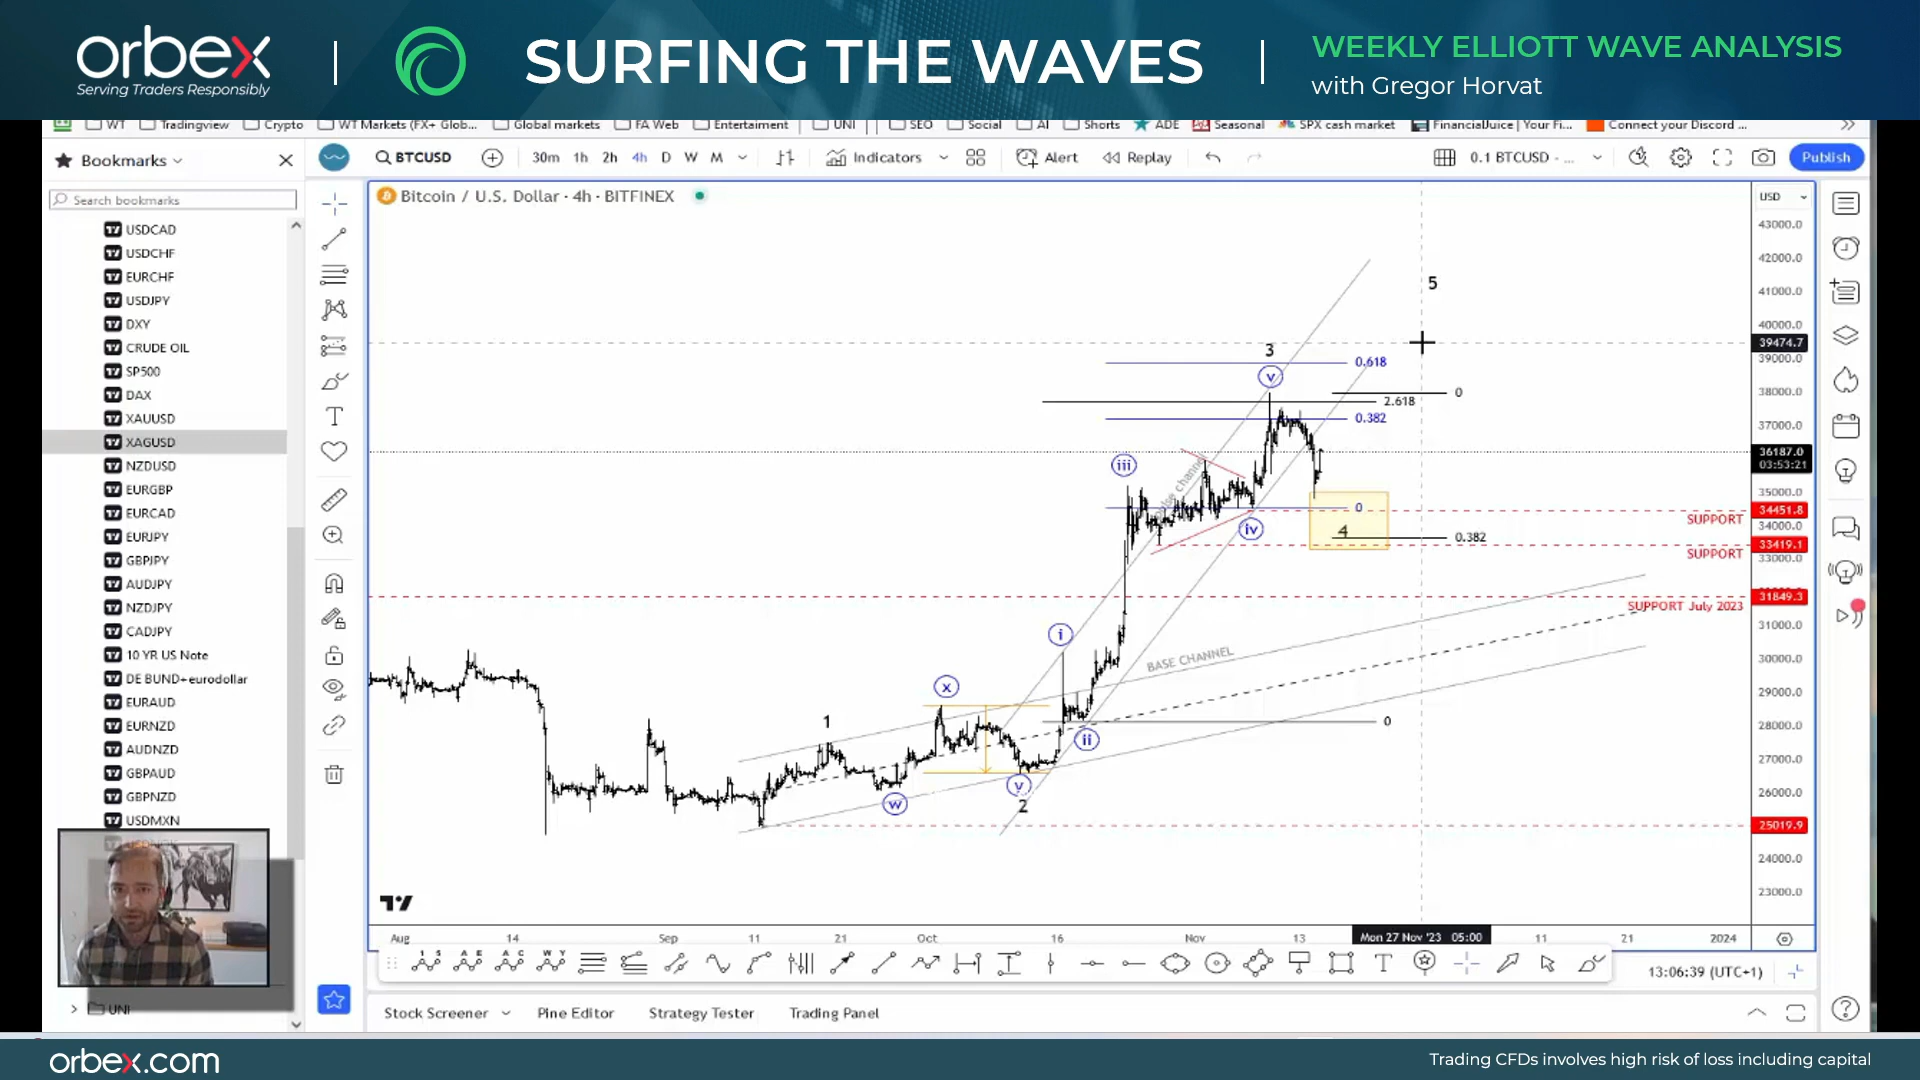 orbex
Serving Traders Responsibly
SURFING THE WAVES
WEEKLY ELLIOTT WAVE ANALYSIS
with Gregor Horvat
WT Tradingview Crypto WT Markets (FX+ Glob... Global markets FA Web Entertaiment UNI SEO Social AI Shorts ADE Seasonal SPX cash market FinancialJuice | Your Fi... Connect your Discord ...
Bookmarks
BTCUSD 30m 1h 2h 4h D W M Indicators Alert Replay 0.1 BTCUSD - ... Publish
Search bookmarks
Bitcoin / U.S. Dollar · 4h · BITFINEX
USD
USDCAD
USDCHF
EURCHF
USDJPY
DXY
CRUDE OIL
SP500
DAX
XAUUSD
XAGUSD
NZDUSD
EURGBP
EURCAD
EURJPY
GBPJPY
AUDJPY
NZDJPY
CADJPY
10 YR US Note
DE BUND+eurodollar
EURAUD
EURNZD
AUDNZD
GBPAUD
GBPNZD
USDMXN
UNI
43000.0
42000.0
41000.0
40000.0
39474.7
39000.0
38000.0
37000.0
36187.0
03:53:21
35000.0
34451.8
34000.0
33419.1
33000.0
31849.3
31000.0
30000.0
29000.0
28000.0
27000.0
26000.0
25019.9
24000.0
23000.0
5
3
0.618
v
0
2.618
0.382
iii
0
SUPPORT
iv
4
0.382
SUPPORT
SUPPORT July 2023
i
BASE CHANNEL
x
1
0
ii
w
y
2
Aug 14 Sep 11 21 Oct 16 Nov 13 Mon 27 Nov '23 05:00 11 21 2024
13:06:39 (UTC+1)
Stock Screener Pine Editor Strategy Tester Trading Panel
orbex.com
Trading CFDs involves high risk of loss including capital